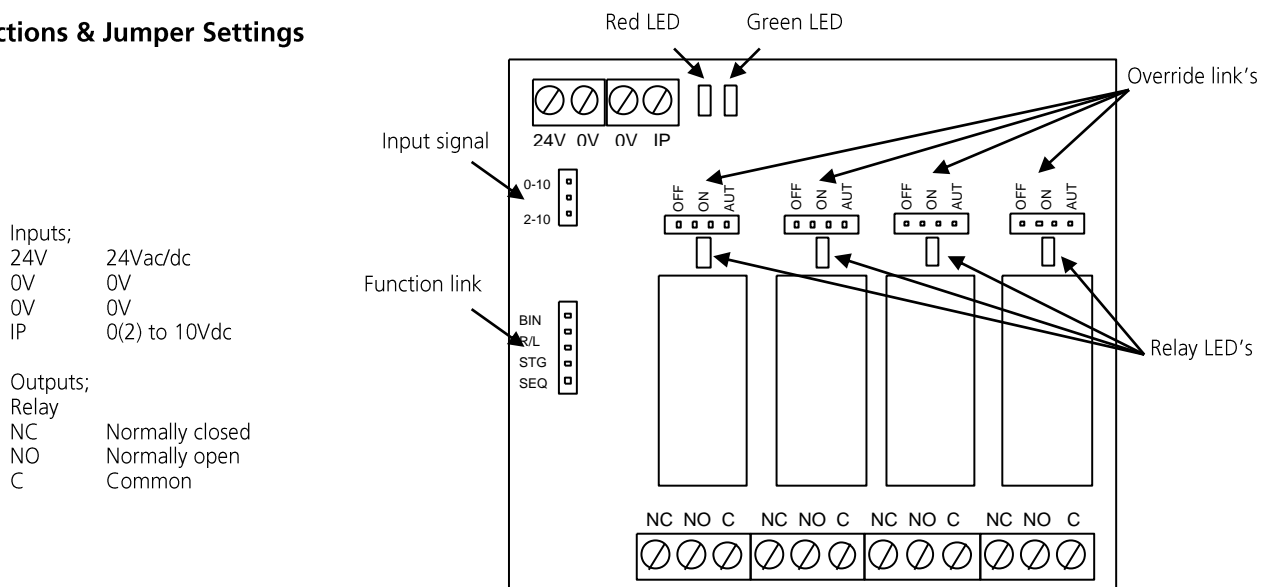 ctions & Jumper Settings
Red LED
Green LED
Override link's
24V 0V 0V IP
Input signal
0-10
2-10
OFF ON AUT
OFF ON AUT
OFF ON AUT
OFF ON AUT
Inputs;
24V 24Vac/dc
0V 0V
0V 0V
IP 0(2) to 10Vdc
Function link
BIN
R/L
STG
SEQ
Relay LED's
Outputs;
Relay
NC Normally closed
NO Normally open
C Common
NC NO C NC NO C NC NO C NC NO C